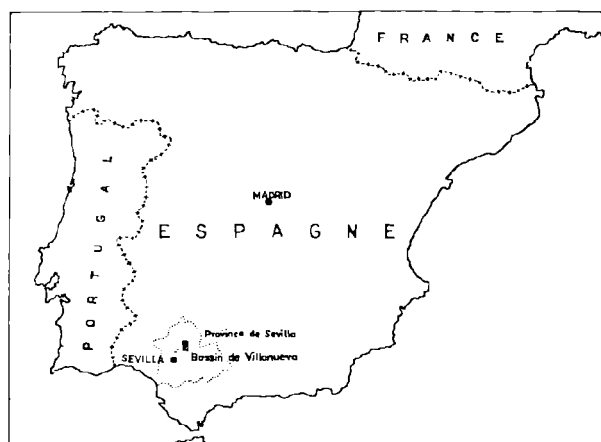 FRANCE
PORTUGAL
MADRID
ESPAGNE
Province de Sevilla
SEVILLA
Bassin de Villanueva